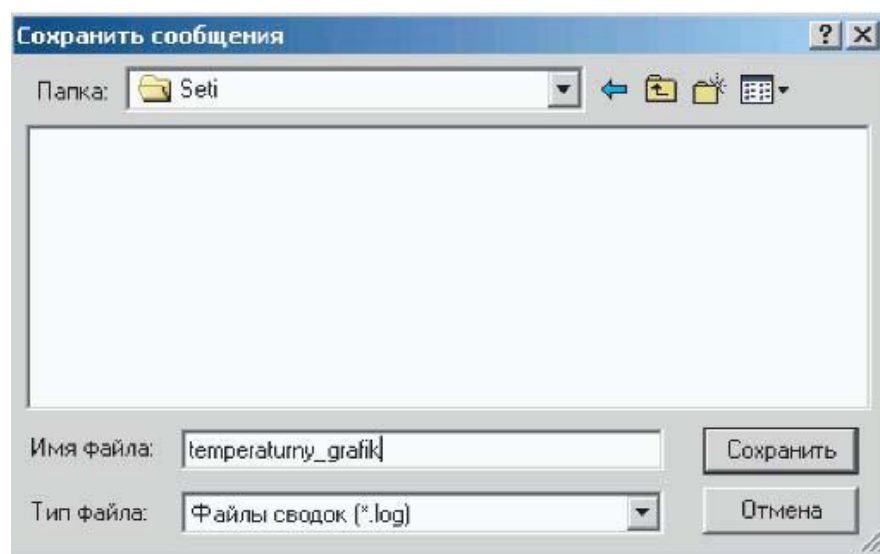 Сохранить сообщения
Папка: Seti
Имя файла: temperaturny_grafik
Сохранить
Тип файла: Файлы сводок (*.log)
Отмена